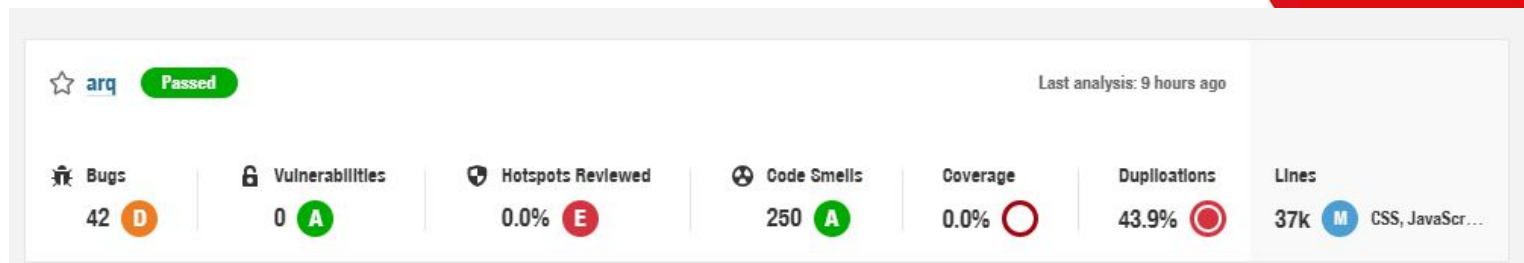 arq Passed Last analysis: 9 hours ago
Bugs Vulnerabilities Hotspots Reviewed Code Smells Coverage Duplications Lines
42 D 0 A 0.0% E 250 A 0.0% 43.9% 37k M CSS, JavaScr...